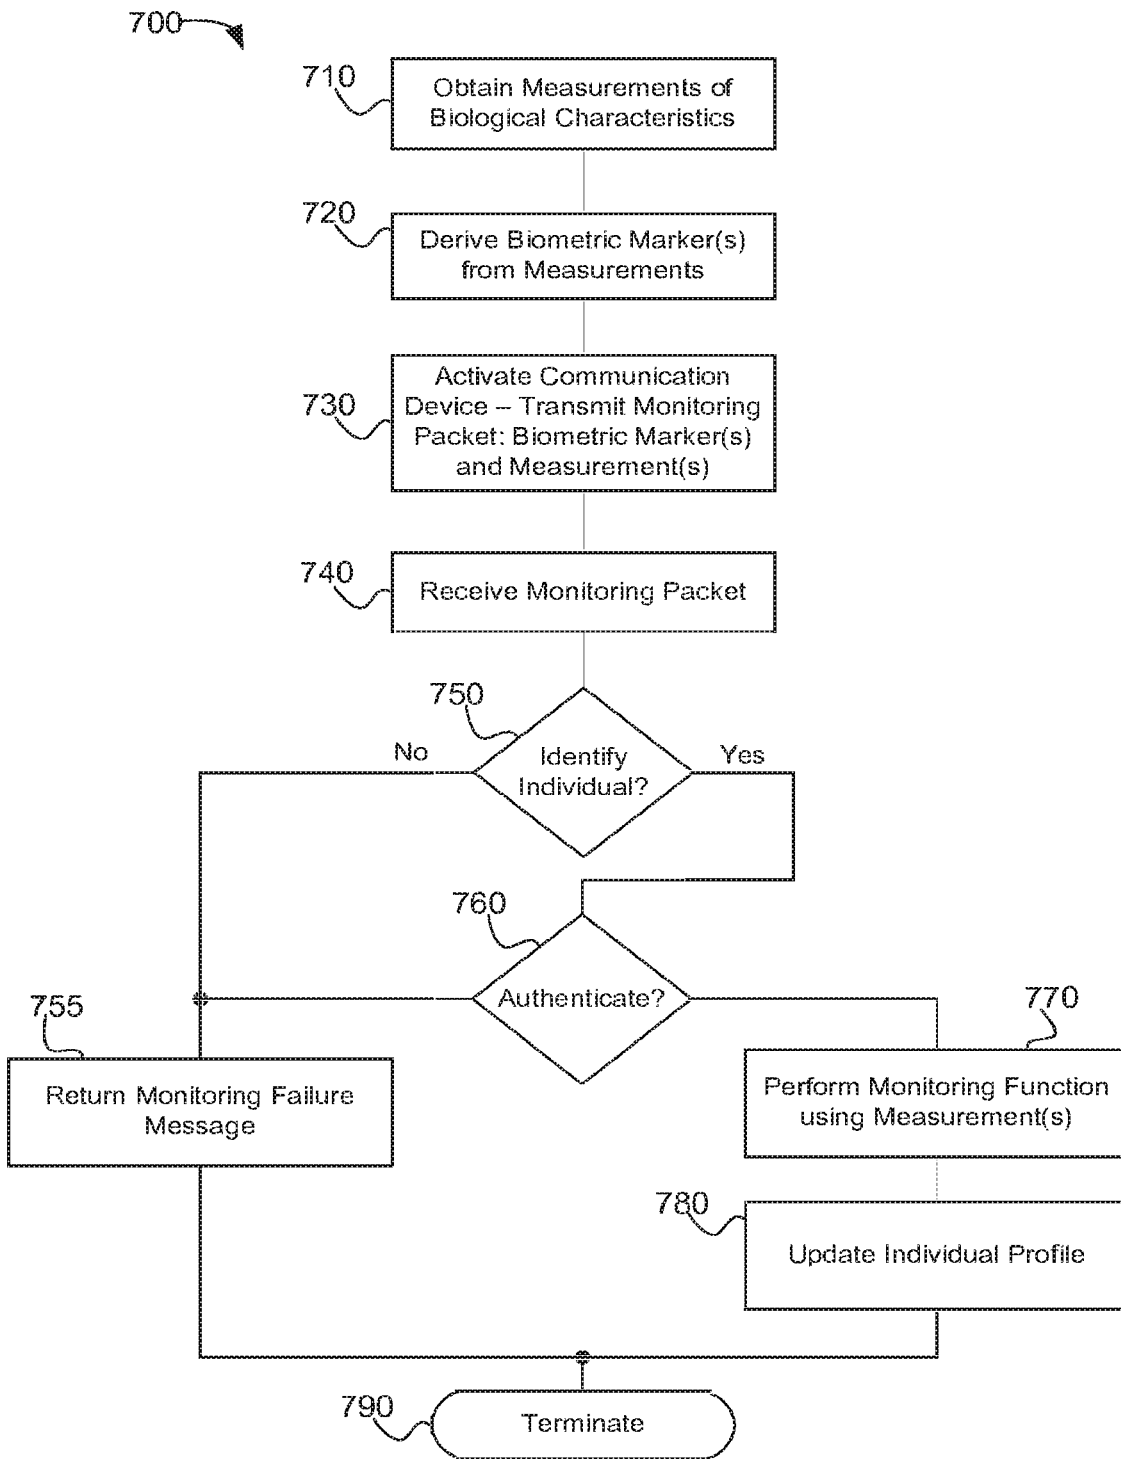 700
710
Obtain Measurements of
Biological Characteristics
720
Derive Biometric Marker(s)
from Measurements
730
Activate Communication
Device – Transmit Monitoring
Packet: Biometric Marker(s)
and Measurement(s)
740
Receive Monitoring Packet
750
No
Identify
Individual?
Yes
760
Authenticate?
755
Return Monitoring Failure
Message
770
Perform Monitoring Function
using Measurement(s)
780
Update Individual Profile
790
Terminate